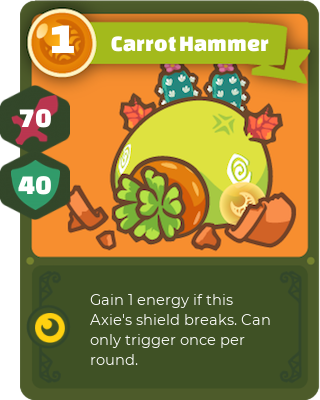 1
Carrot Hammer
70
40
Gain 1 energy if this
Axie's shield breaks. Can
only trigger once per
round.